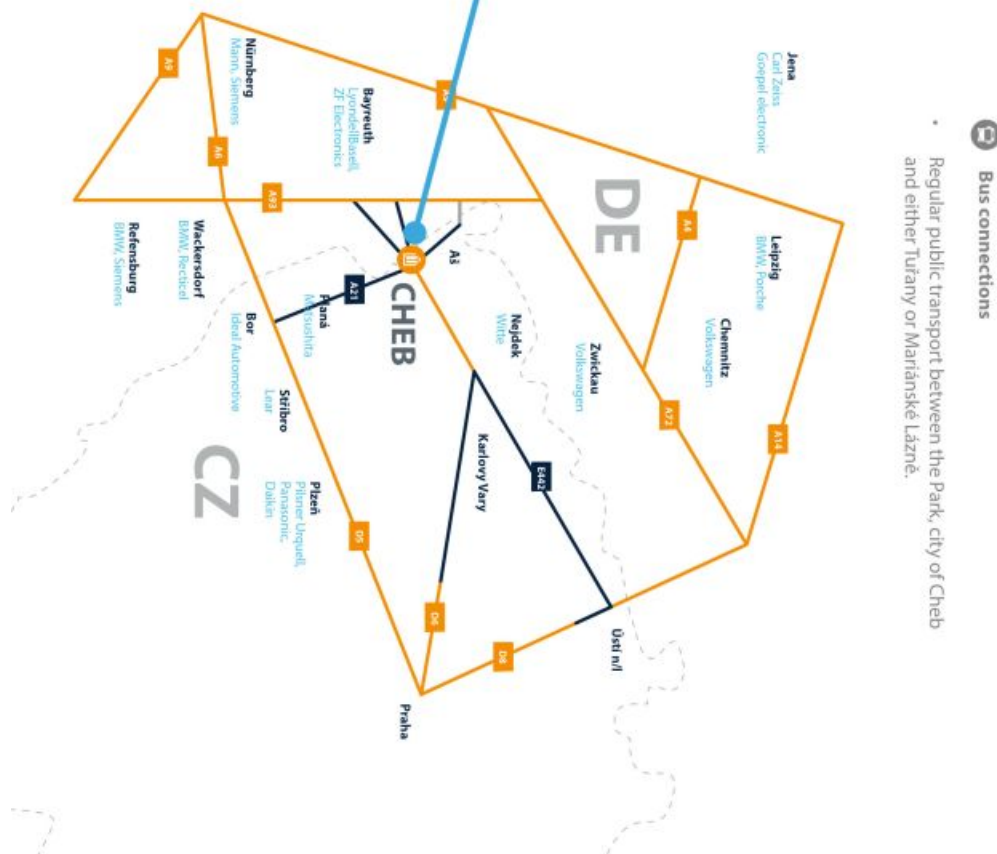 Bus connections
• Regular public transport between the Park, city of Cheb
and either Tuřany or Mariánské Lázně.
Jena
Carl Zeiss
Goepel electronic
Leipzig
BMW, Porche
A14
Chemnitz
Volkswagen
A4
DE
A72
Zwickau
Volkswagen
Ústí n/l
Nejdek
Witte
E442
D8
A9
Aš
Karlovy Vary
D6
CHEB
Praha
Bayreuth
LyondellBasell,
ZF Electronics
A21
D5
Planá
Matsushita
Plzeň
Pilsner Urquell,
Panasonic,
Daikin
A93
Stříbro
Lear
Nürnberg
Mann, Siemens
Bor
Ideal Automotive
A6
CZ
Wackersdorf
BMW, Recticel
A9
Refensburg
BMW, Siemens